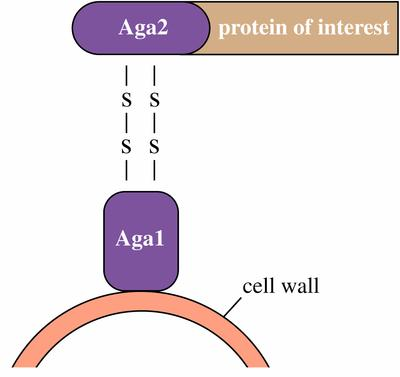 Aga2 protein of interest
S S
S S
Aga1
cell wall